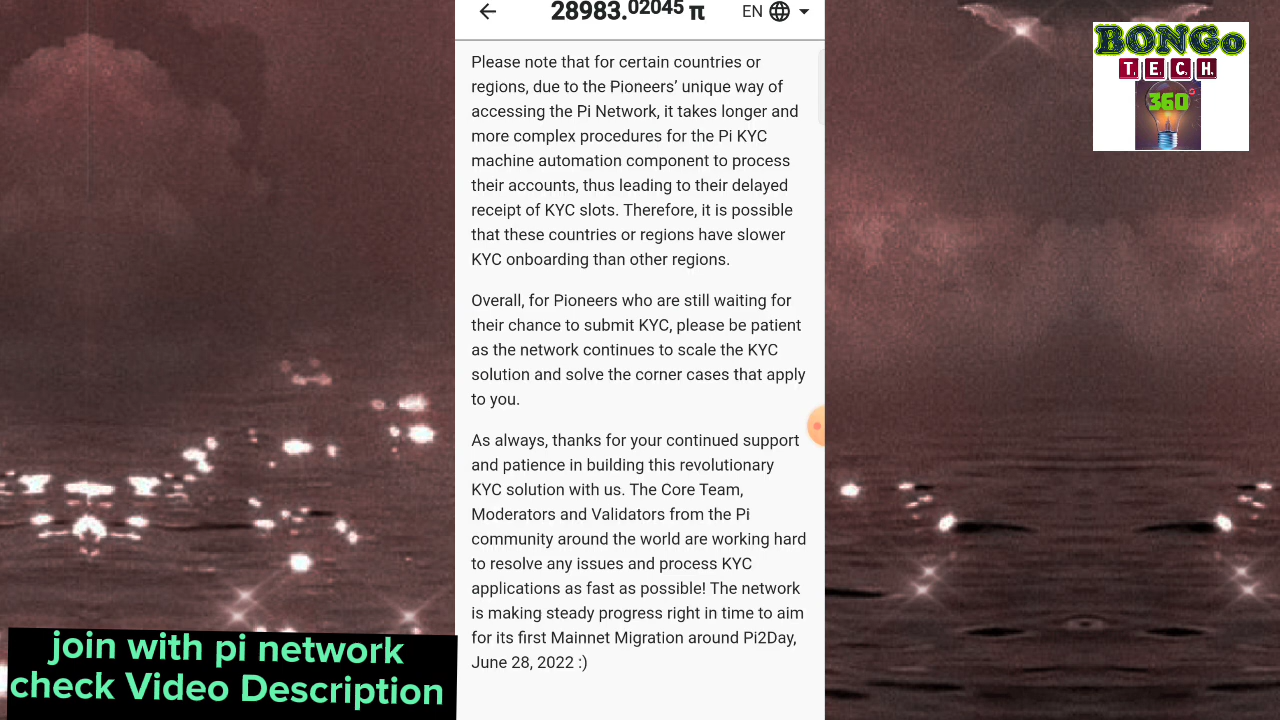 28983.02045 π
EN
Please note that for certain countries or
regions, due to the Pioneers’ unique way of
accessing the Pi Network, it takes longer and
more complex procedures for the Pi KYC
machine automation component to process
their accounts, thus leading to their delayed
receipt of KYC slots. Therefore, it is possible
that these countries or regions have slower
KYC onboarding than other regions.
Overall, for Pioneers who are still waiting for
their chance to submit KYC, please be patient
as the network continues to scale the KYC
solution and solve the corner cases that apply
to you.
As always, thanks for your continued support
and patience in building this revolutionary
KYC solution with us. The Core Team,
Moderators and Validators from the Pi
community around the world are working hard
to resolve any issues and process KYC
applications as fast as possible! The network
is making steady progress right in time to aim
for its first Mainnet Migration around Pi2Day,
June 28, 2022 :)
BONGo
TECH
360°
join with pi network
check Video Description